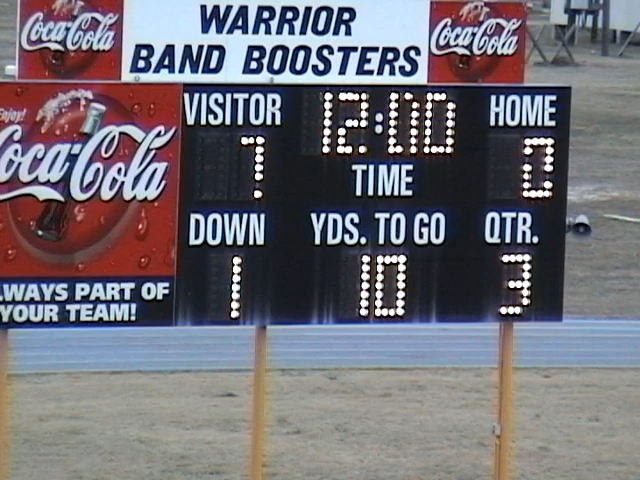 Coca-Cola
WARRIOR
BAND BOOSTERS
Coca-Cola
Enjoy!
Coca-Cola
ALWAYS PART OF
YOUR TEAM!
VISITOR
12:00
HOME
7
TIME
0
DOWN
YDS. TO GO
QTR.
1
10
3